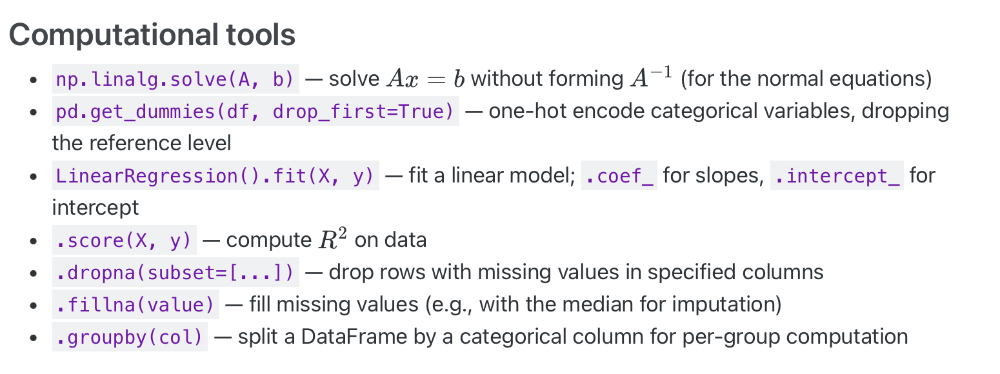 Computational tools
• np.linalg.solve(A, b) — solve Ax = b without forming A⁻¹ (for the normal equations)
• pd.get_dummies(df, drop_first=True) — one-hot encode categorical variables, dropping
the reference level
• LinearRegression().fit(X, y) — fit a linear model; .coef_ for slopes, .intercept_ for
intercept
• .score(X, y) — compute R² on data
• .dropna(subset=[...]) — drop rows with missing values in specified columns
• .fillna(value) — fill missing values (e.g., with the median for imputation)
• .groupby(col) — split a DataFrame by a categorical column for per-group computation